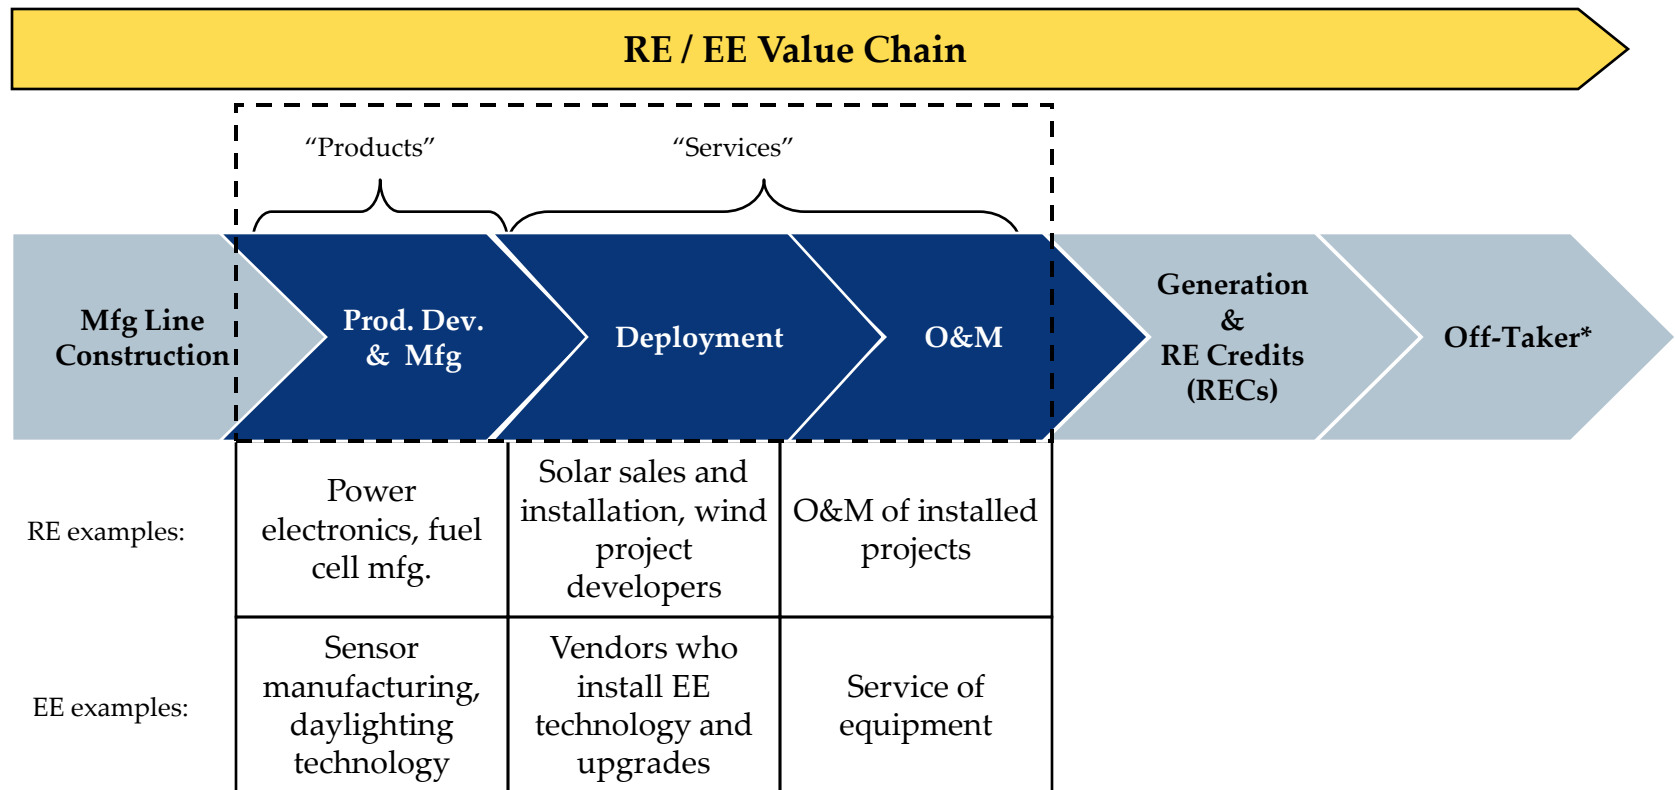 RE / EE Value Chain
“Products”
“Services”
Mfg Line
Construction
Prod. Dev.
& Mfg
Deployment
O&M
Generation
&
RE Credits
(RECs)
Off-Taker*
RE examples:
Power
electronics, fuel
cell mfg.
Solar sales and
installation, wind
project
developers
O&M of installed
projects
EE examples:
Sensor
manufacturing,
daylighting
technology
Vendors who
install EE
technology and
upgrades
Service of
equipment